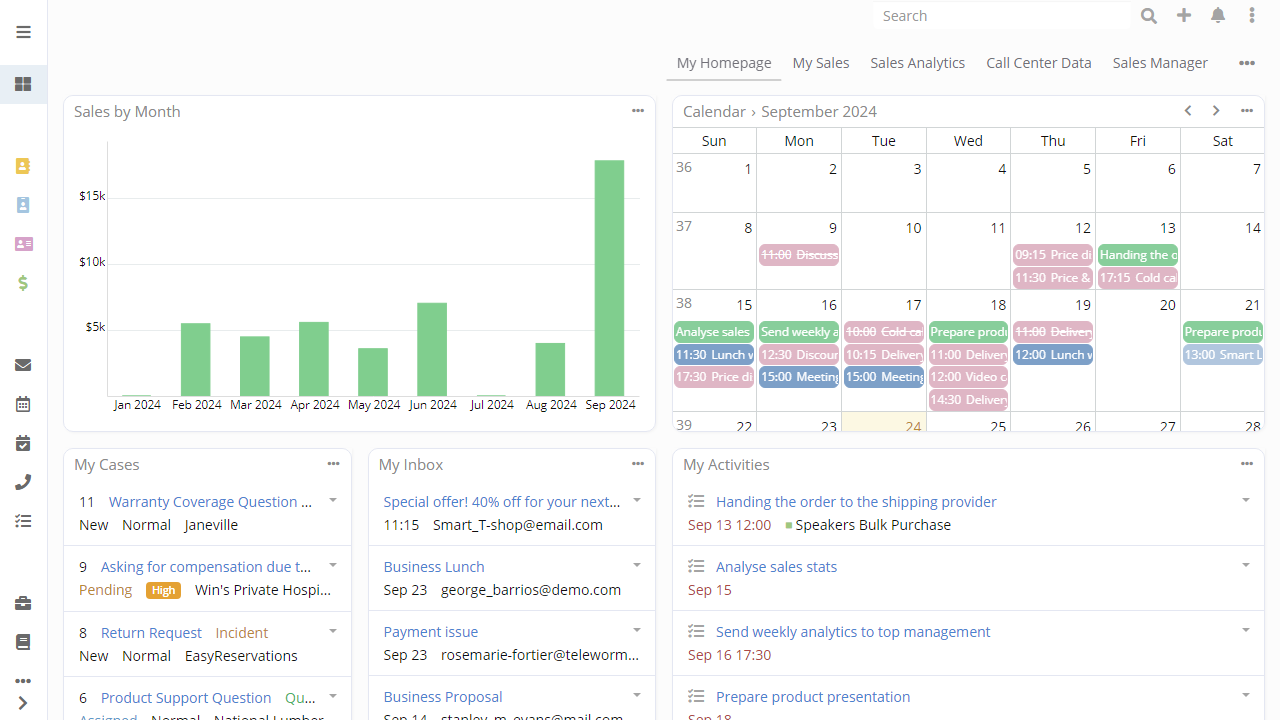 Search
My Homepage My Sales Sales Analytics Call Center Data Sales Manager
Sales by Month
$15k
$10k
$5k
Jan 2024 Feb 2024 Mar 2024 Apr 2024 May 2024 Jun 2024 Jul 2024 Aug 2024 Sep 2024
Calendar › September 2024
Sun Mon Tue Wed Thu Fri Sat
36 1 2 3 4 5 6 7
37 8 9 10 11 12 13 14
11:00 Discuss 09:15 Price di Handing the o
11:30 Price & 17:15 Cold ca
38 15 16 17 18 19 20 21
Analyse sales Send weekly a 10:00 Cold ca Prepare produ 11:00 Delivery Prepare produ
11:30 Lunch w 12:30 Discoun 10:15 Delivery 11:00 Delivery 12:00 Lunch w 13:00 Smart L
17:30 Price di 15:00 Meeting 15:00 Meeting 12:00 Video c
14:30 Delivery
39 22 23 24 25 26 27 28
My Cases
11 Warranty Coverage Question ...
New Normal Janeville
9 Asking for compensation due t...
Pending High Win's Private Hospi...
8 Return Request Incident
New Normal EasyReservations
6 Product Support Question Qu...
Assigned Normal National Lumber
My Inbox
Special offer! 40% off for your next...
11:15 Smart_T-shop@email.com
Business Lunch
Sep 23 george_barrios@demo.com
Payment issue
Sep 23 rosemarie-fortier@teleworm...
Business Proposal
Sep 14 stanley_m_evans@mail.com
My Activities
Handing the order to the shipping provider
Sep 13 12:00 Speakers Bulk Purchase
Analyse sales stats
Sep 15
Send weekly analytics to top management
Sep 16 17:30
Prepare product presentation
Sep 18